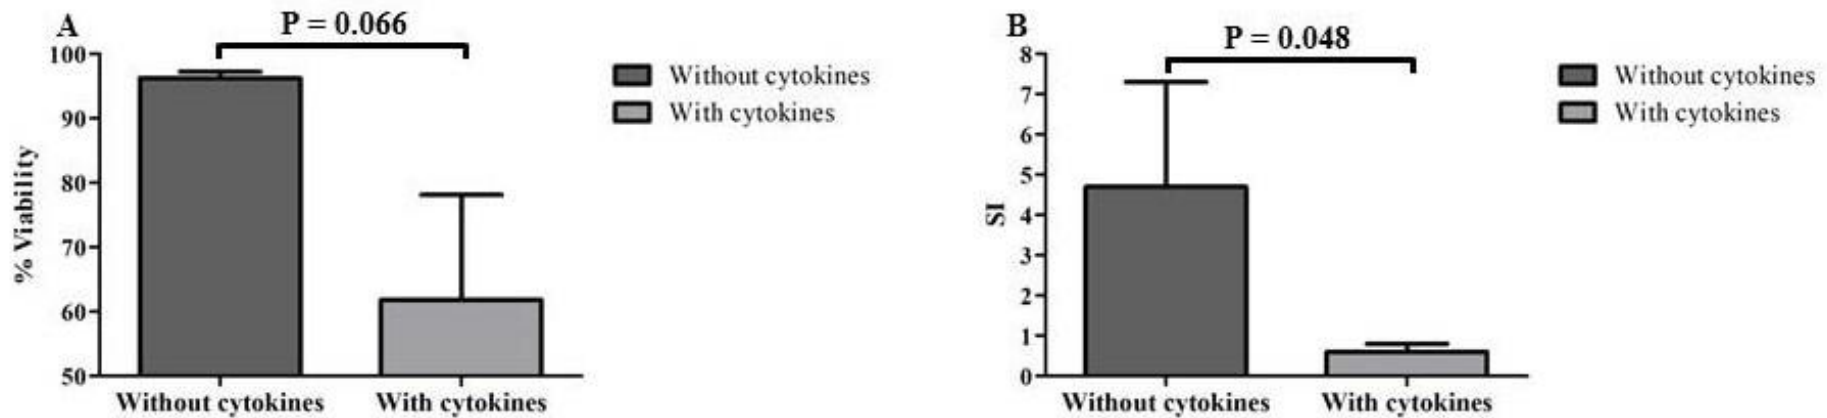 A
P = 0.066
100
90
80
70
60
50
% Viability
Without cytokines
With cytokines
Without cytokines
With cytokines
B
P = 0.048
8
7
6
5
4
3
2
1
0
SI
Without cytokines
With cytokines
Without cytokines
With cytokines